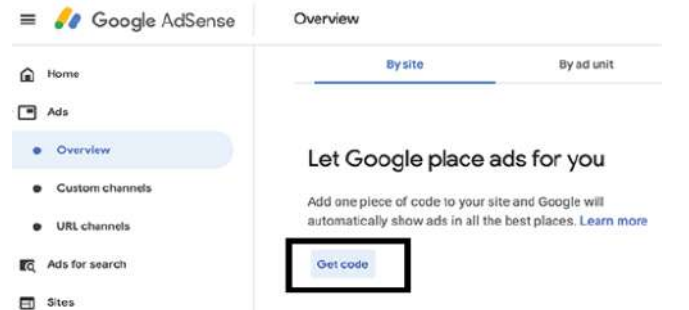 Google AdSense
Overview
Home
Ads
Overview
Custom channels
URL channels
Ads for search
Sites
By site
By ad unit
Let Google place ads for you
Add one piece of code to your site and Google will
automatically show ads in all the best places. Learn more
Get code